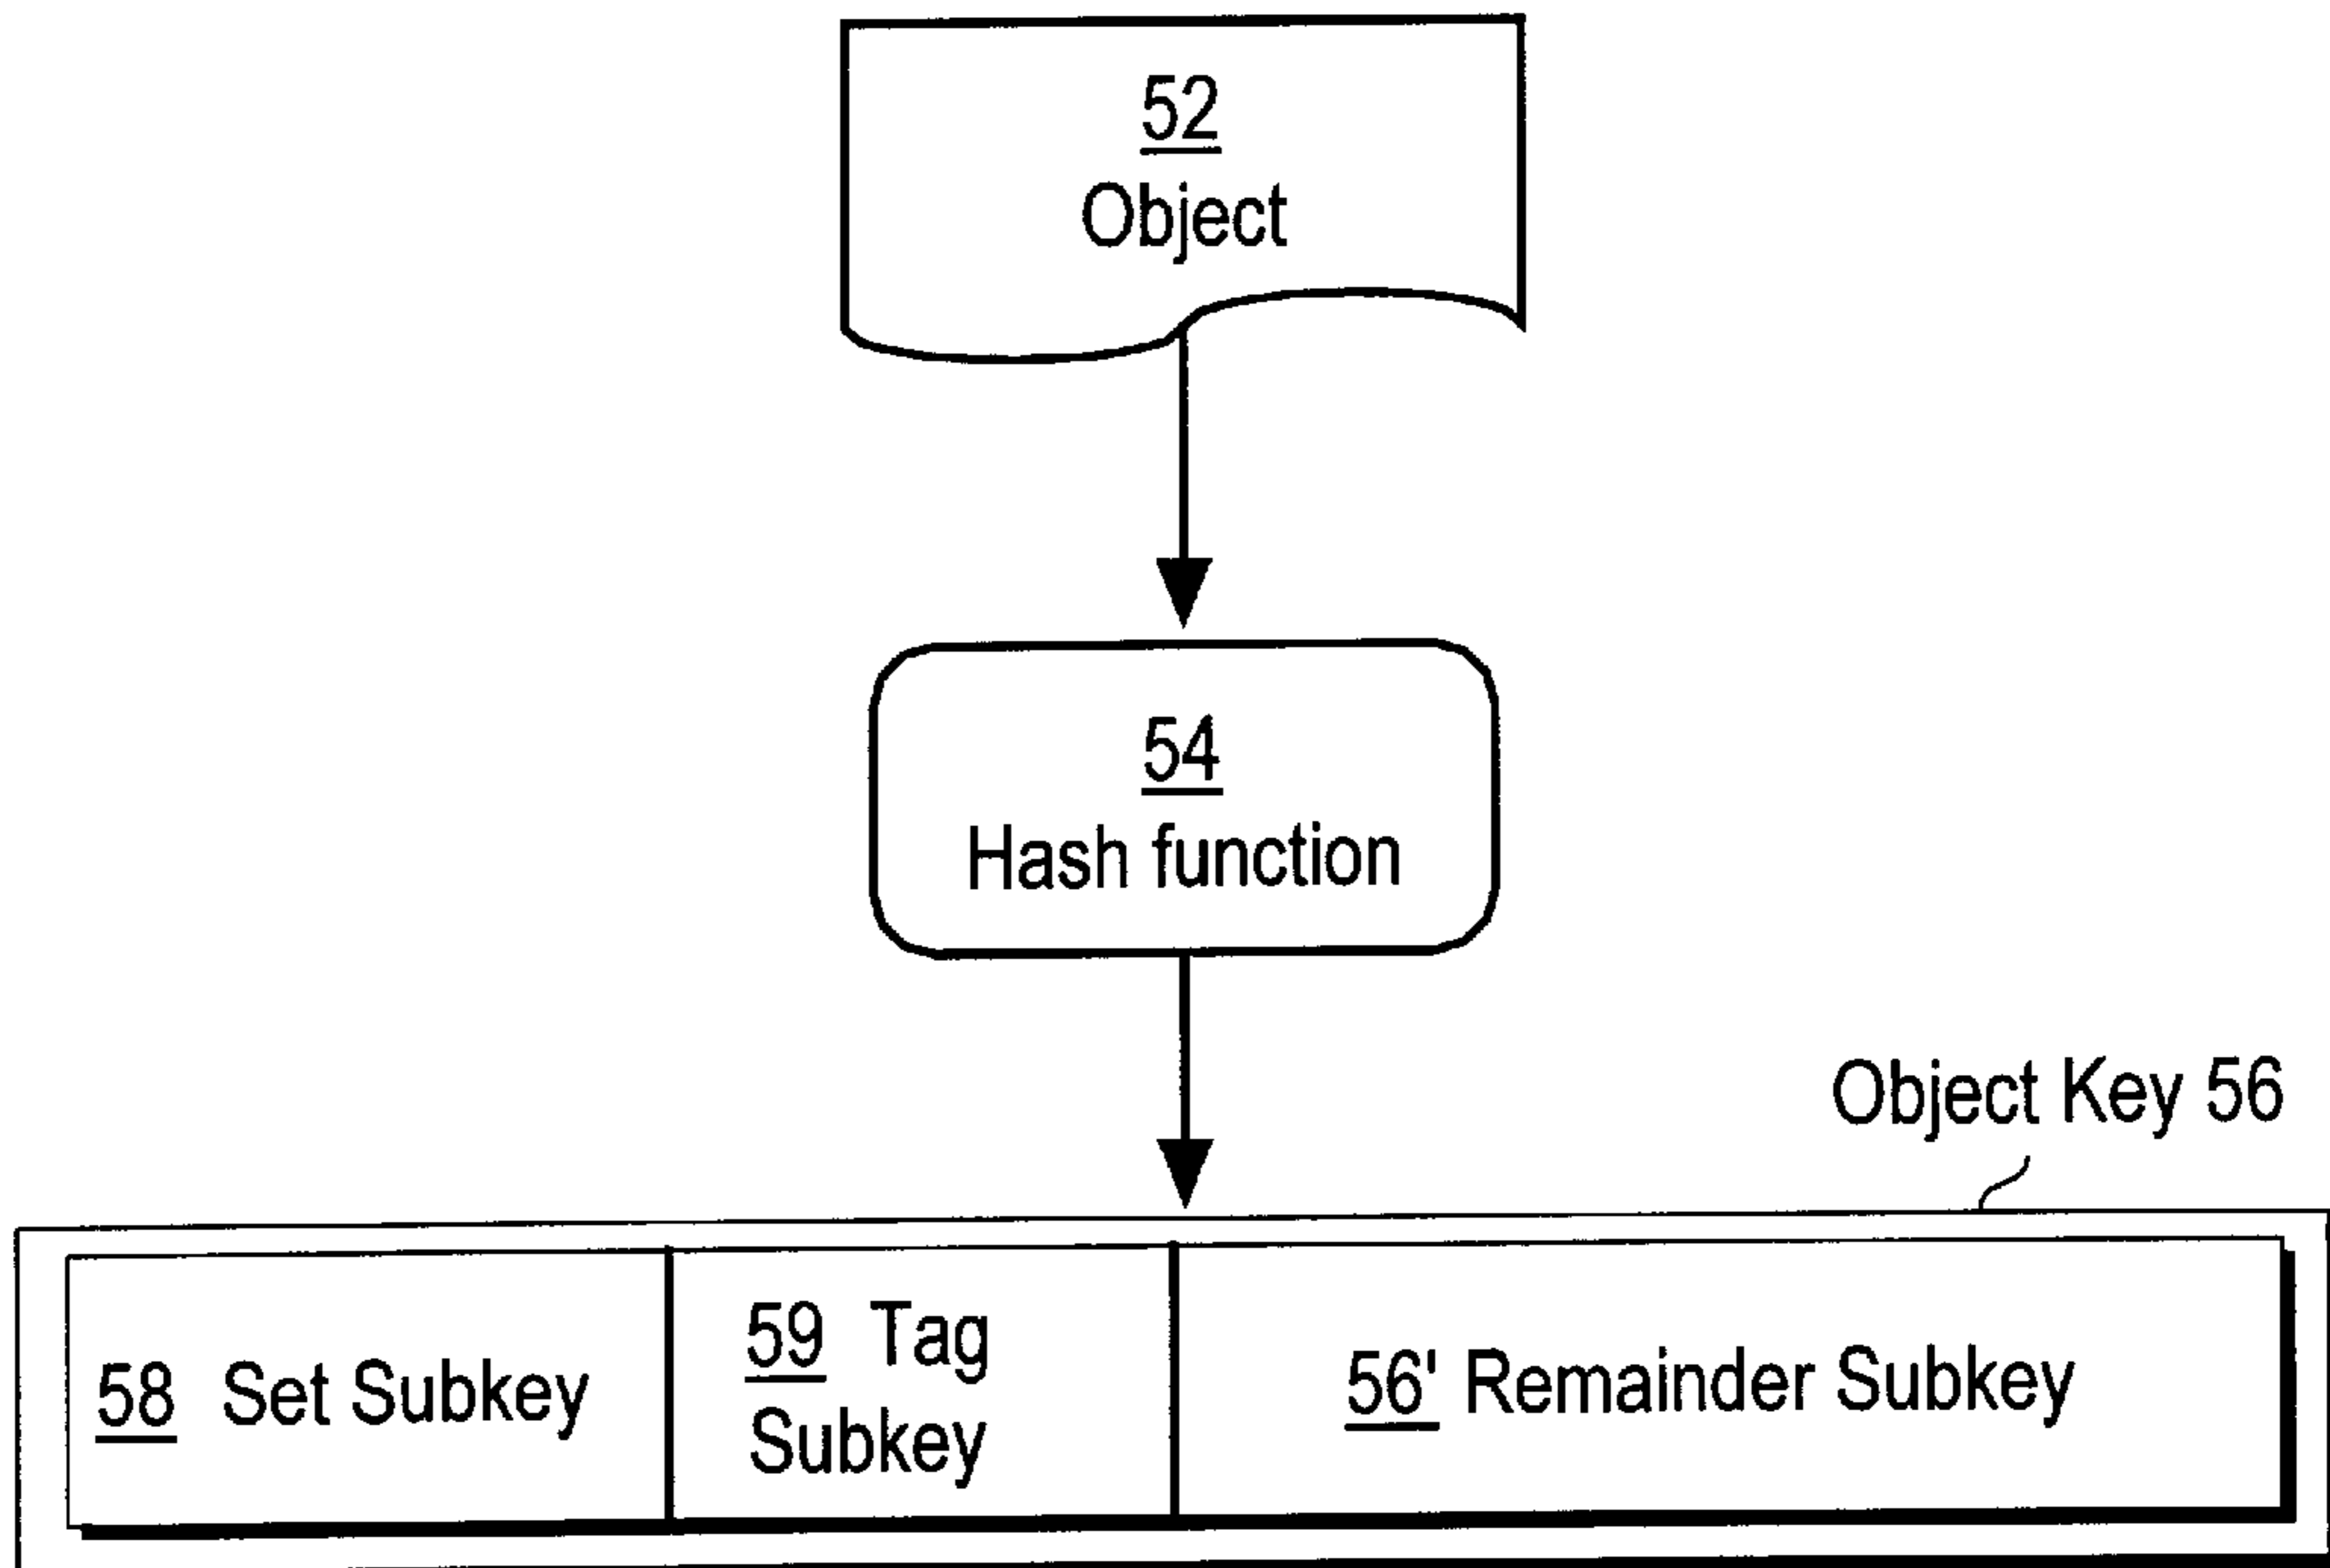 52
Object
54
Hash function
Object Key 56
58 Set Subkey
59 Tag
Subkey
56' Remainder Subkey